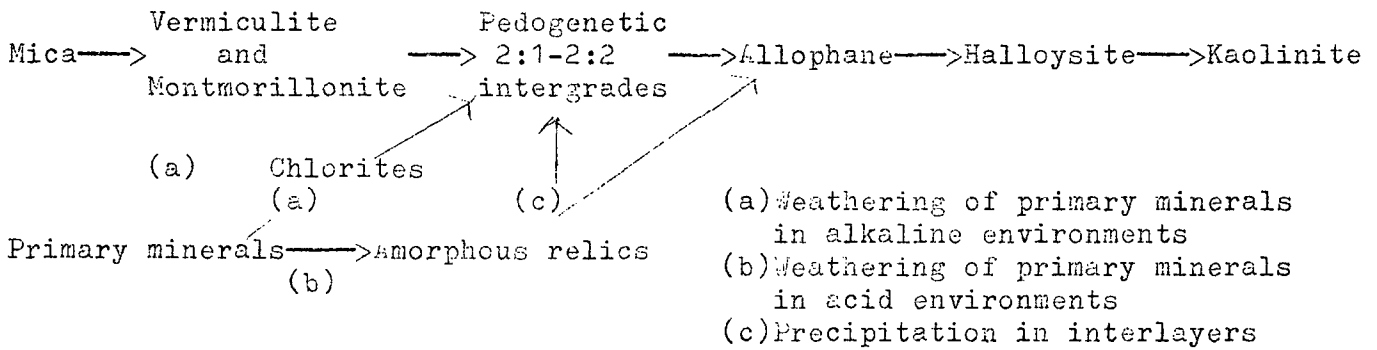 Vermiculite Pedogenetic
Mica—> and —> 2:1-2:2 —>Allophane—>Halloysite—>Kaolinite
Montmorillonite intergrades
(a) Chlorites
(a) (c) (a)Weathering of primary minerals
Primary minerals—>Amorphous relics in alkaline environments
(b) (b)Weathering of primary minerals
in acid environments
(c)Precipitation in interlayers